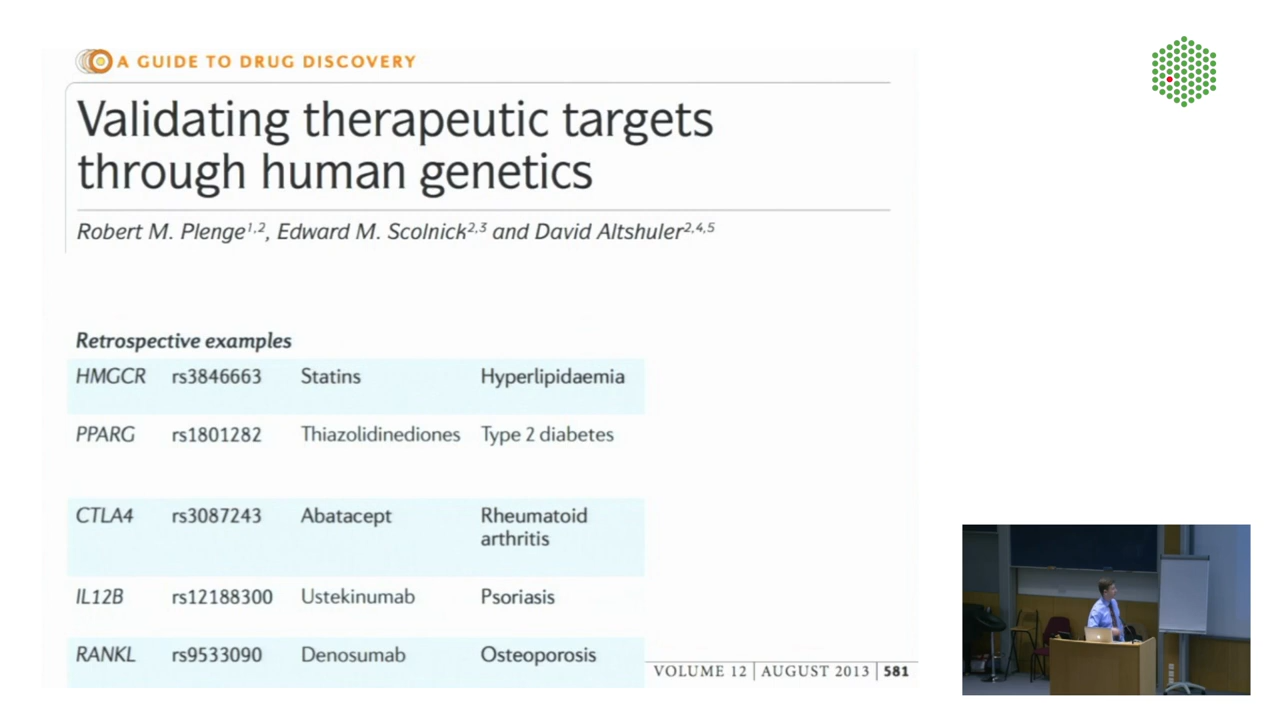 A GUIDE TO DRUG DISCOVERY
Validating therapeutic targets
through human genetics
Robert M. Plenge1,2, Edward M. Scolnick2,3 and David Altshuler2,4,5
Retrospective examples
HMGCR rs3846663 Statins Hyperlipidaemia
PPARG rs1801282 Thiazolidinediones Type 2 diabetes
CTLA4 rs3087243 Abatacept Rheumatoid
arthritis
IL12B rs12188300 Ustekinumab Psoriasis
RANKL rs9533090 Denosumab Osteoporosis
VOLUME 12 | AUGUST 2013 | 581